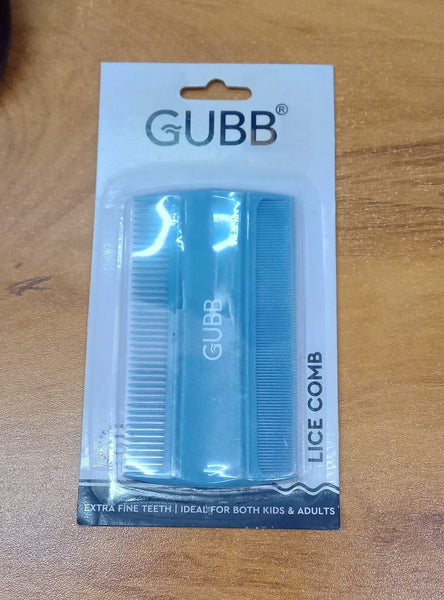 GUBB®
GUBB
LICE COMB
EXTRA FINE TEETH | IDEAL FOR BOTH KIDS & ADULTS